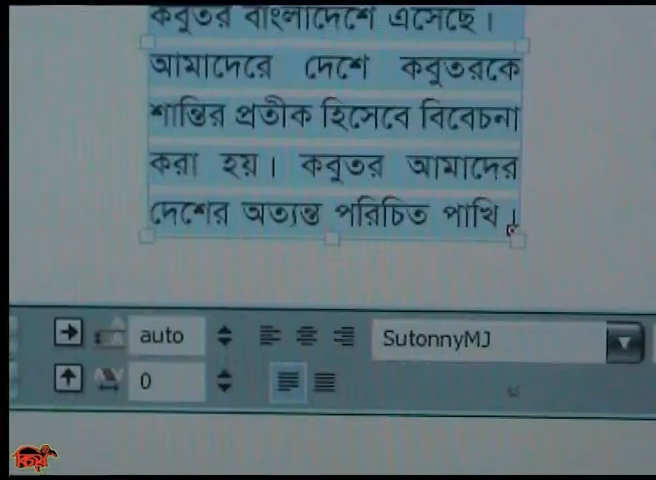 কবুতর বাংলাদেশে এসেছে।
আমাদেরে দেশে কবুতরকে
শান্তির প্রতীক হিসেবে বিবেচনা
করা হয়। কবুতর আমাদের
দেশের অত্যন্ত পরিচিত পাখি।
auto
SutonnyMJ
0